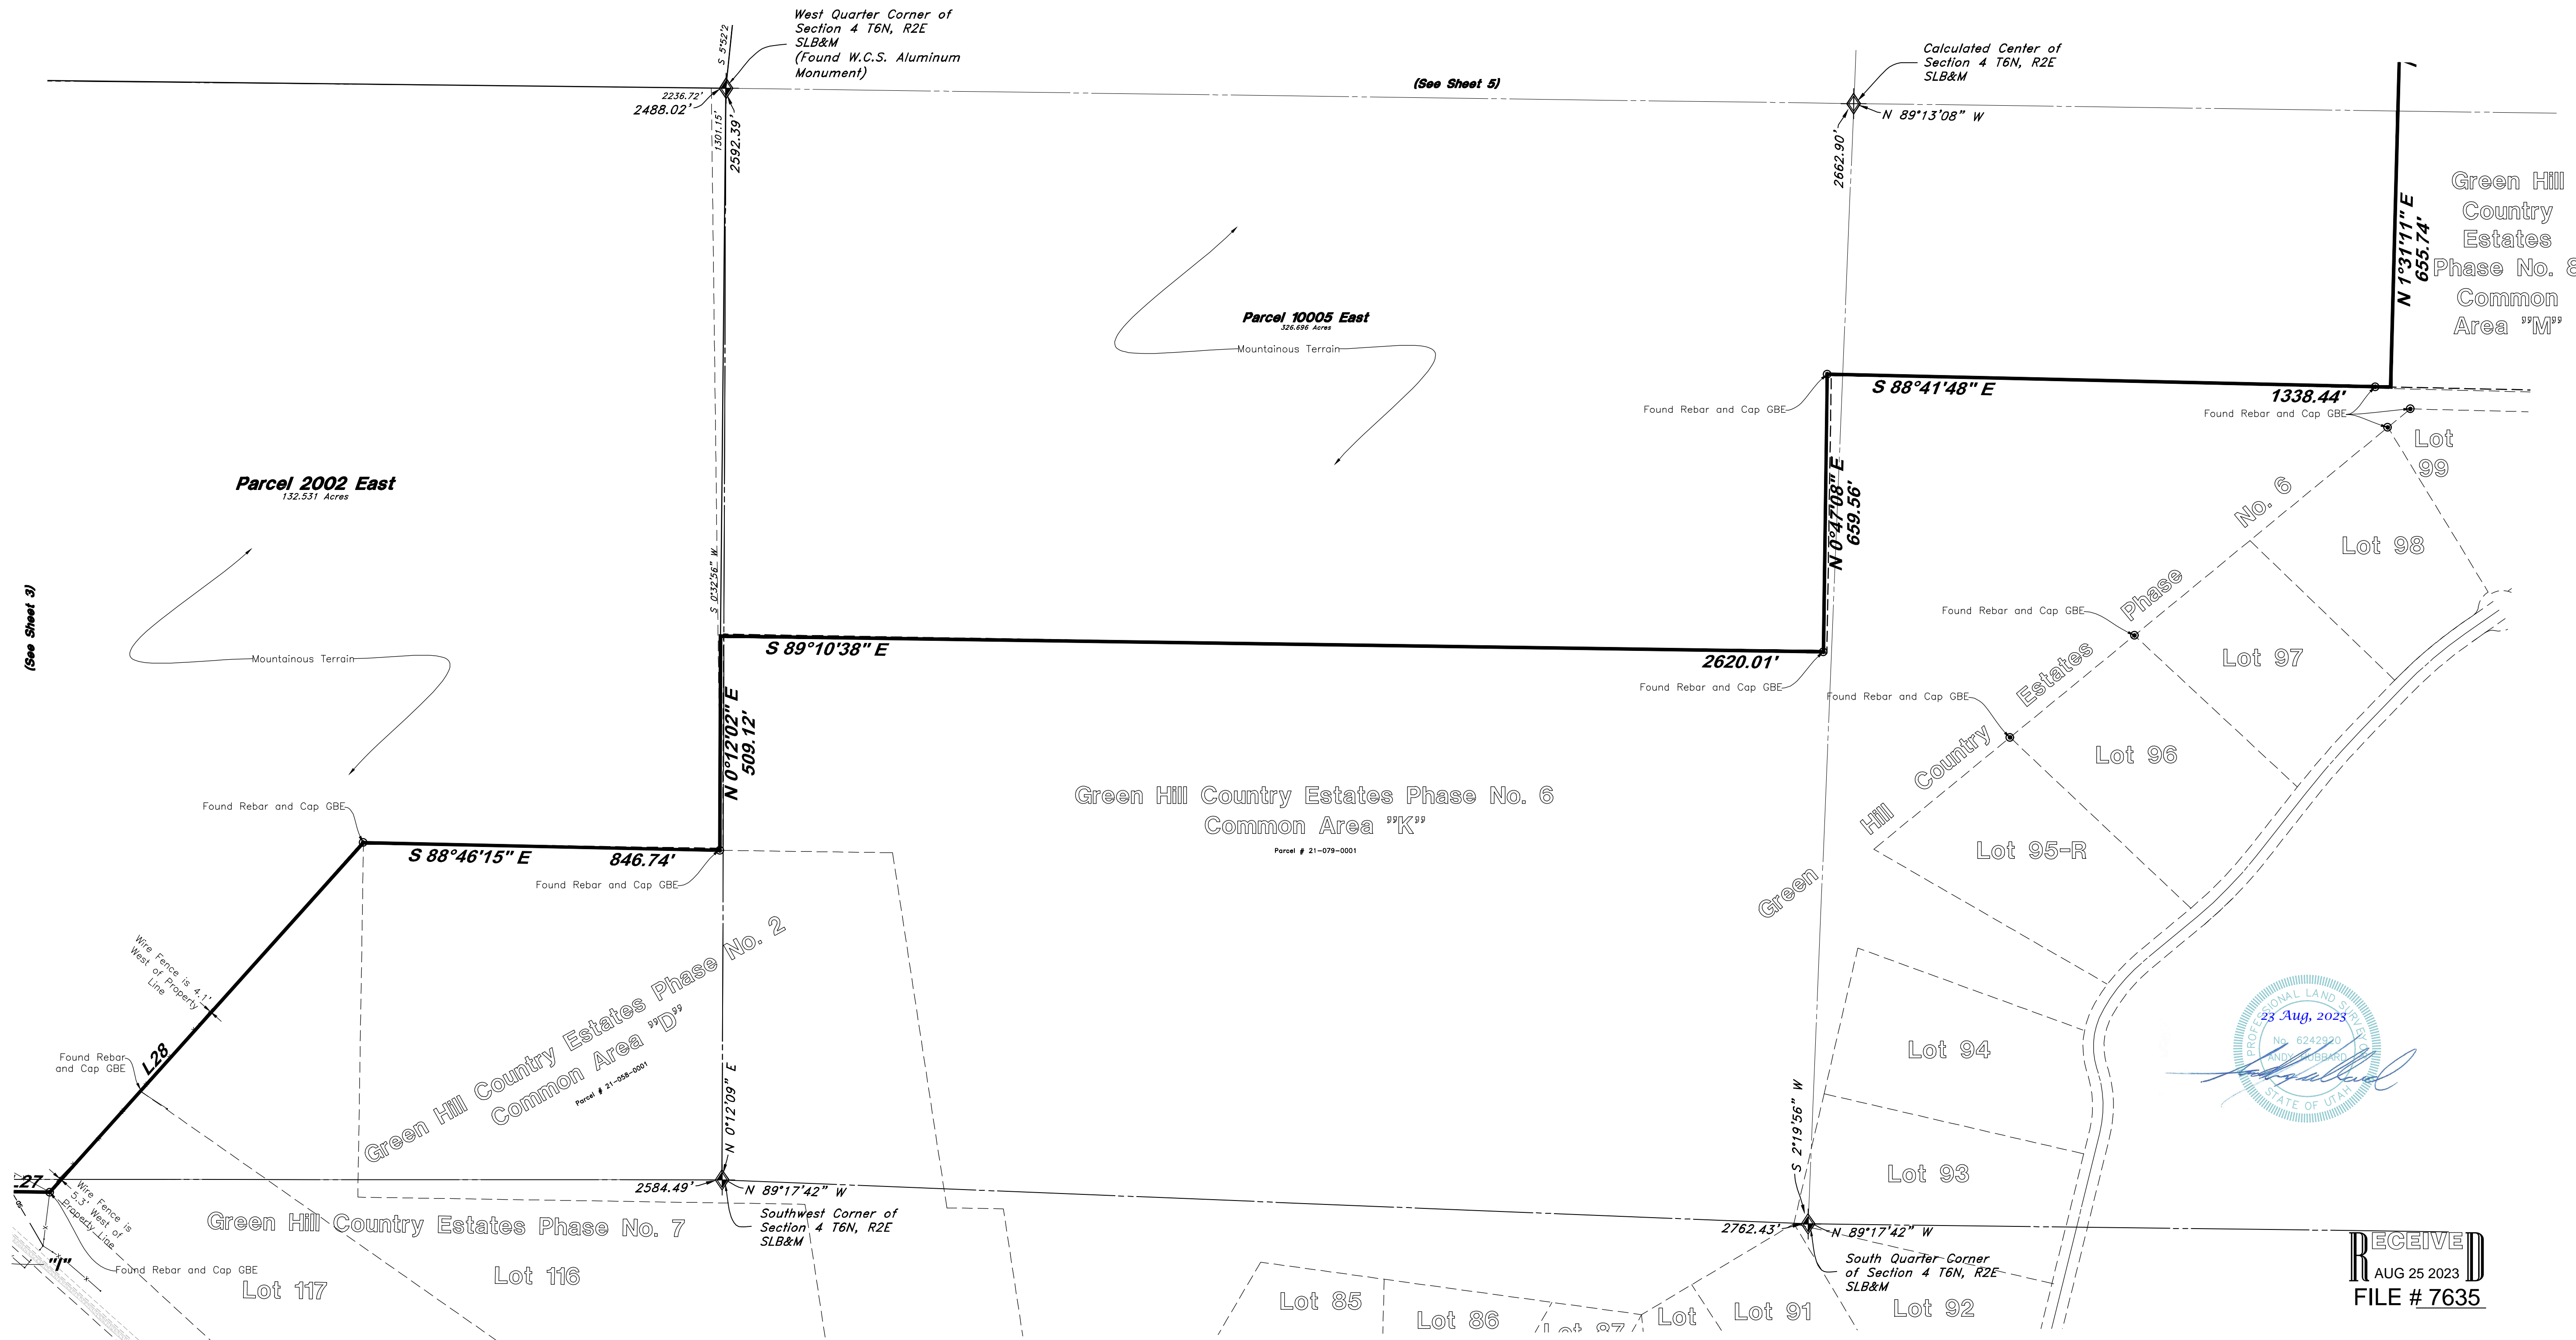 West Quarter Corner of
Section 4 T6N, R2E
SLB&M
(Found W.C.S. Aluminum
Monument)
S 5°52'2
2236.72'
2488.02'
1301.15'
2592.39'
(See Sheet 5)
Calculated Center of
Section 4 T6N, R2E
SLB&M
N 89°13'08" W
2662.90'
Green Hill
Country
Estates
Phase No. 8
Common
Area "M"
N 1°31'11" E
655.74'
Parcel 10005 East
326.696 Acres
Mountainous Terrain
S 88°41'48" E
1338.44'
Found Rebar and Cap GBE
Found Rebar and Cap GBE
Lot
99
Parcel 2002 East
132.531 Acres
Mountainous Terrain
(See Sheet 3)
S 0°32'56" W
N 0°47'08" E
659.56'
Lot 98
Found Rebar and Cap GBE
Lot 97
S 89°10'38" E
2620.01'
Found Rebar and Cap GBE
Found Rebar and Cap GBE
Green Hill Country Estates Phase No. 6
N 0°12'02" E
509.12'
Lot 96
Green Hill Country Estates Phase No. 6
Common Area "K"
Parcel # 21-079-0001
Found Rebar and Cap GBE
S 88°46'15" E
846.74'
Found Rebar and Cap GBE
Lot 95-R
Wire Fence is 4.1'
West of Property
Line
Green Hill Country Estates Phase No. 2
Common Area "D"
Parcel # 21-058-0001
Found Rebar
and Cap GBE
L28
Lot 94
Lot 93
PROFESSIONAL LAND SURVEYOR
23 Aug, 2023
No. 6242920
ANDY HUBBARD
STATE OF UTAH
N 0°12'09" E
S 2°19'56" W
27
Wire Fence is
5.3' West of
Property Line
2584.49'
N 89°17'42" W
Southwest Corner of
Section 4 T6N, R2E
SLB&M
Green Hill Country Estates Phase No. 7
2762.43'
N 89°17'42" W
South Quarter Corner
of Section 4 T6N, R2E
SLB&M
"I"
Found Rebar and Cap GBE
Lot 117
Lot 116
Lot 85
Lot 86
Lot 87
Lot
Lot 91
Lot 92
RECEIVED
AUG 25 2023
FILE # 7635